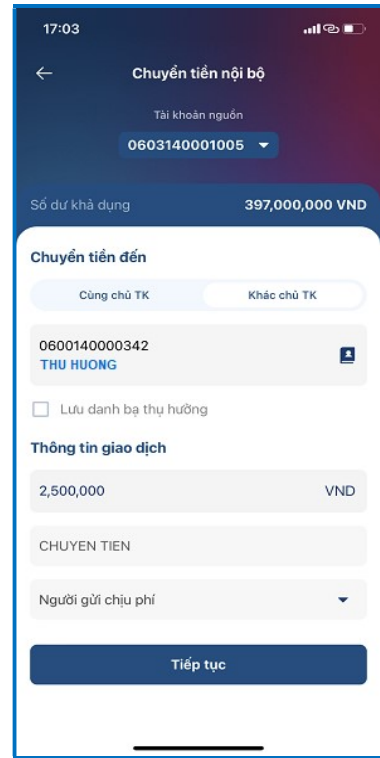 17:03
Chuyển tiền nội bộ
Tài khoản nguồn
0603140001005
Số dư khả dụng 397,000,000 VND
Chuyển tiền đến
Cùng chủ TK Khác chủ TK
0600140000342
THU HUONG
Lưu danh bạ thụ hưởng
Thông tin giao dịch
2,500,000 VND
CHUYEN TIEN
Người gửi chịu phí
Tiếp tục